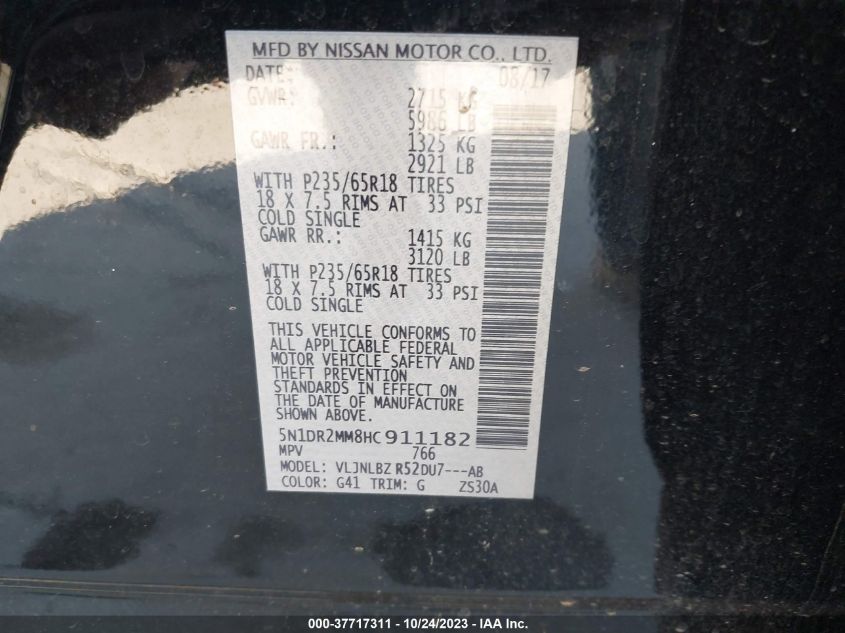 MFD BY NISSAN MOTOR CO., LTD.
DATE: 08/17
GVWR: 2715 KG
5986 LB
GAWR FR.: 1325 KG
2921 LB
WITH P235/65R18 TIRES
18 X 7.5 RIMS AT 33 PSI
COLD SINGLE
GAWR RR.: 1415 KG
3120 LB
WITH P235/65R18 TIRES
18 X 7.5 RIMS AT 33 PSI
COLD SINGLE
THIS VEHICLE CONFORMS TO
ALL APPLICABLE FEDERAL
MOTOR VEHICLE SAFETY AND
THEFT PREVENTION
STANDARDS IN EFFECT ON
THE DATE OF MANUFACTURE
SHOWN ABOVE.
5N1DR2MM8HC911182
MPV 766
MODEL: VLJNLBZ R52DU7---AB
COLOR: G41 TRIM: G ZS30A
000-37717311 - 10/24/2023 - IAA Inc.